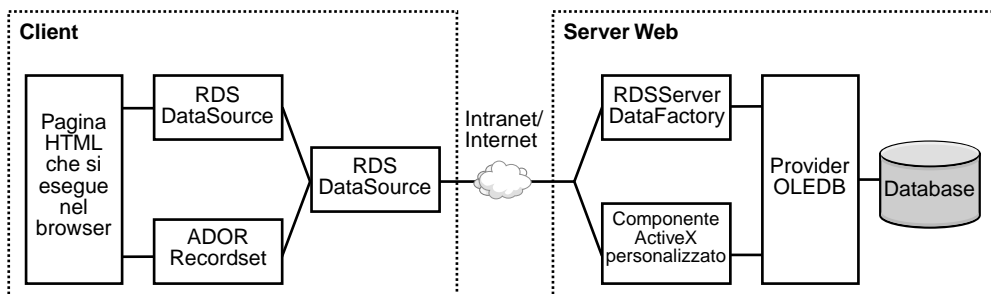 Client
Pagina
HTML
che si
esegue
nel
browser
RDS
DataSource
ADOR
Recordset
RDS
DataSource
Intranet/
Internet
Server Web
RDSServer
DataFactory
Componente
ActiveX
personalizzato
Provider
OLEDB
Database